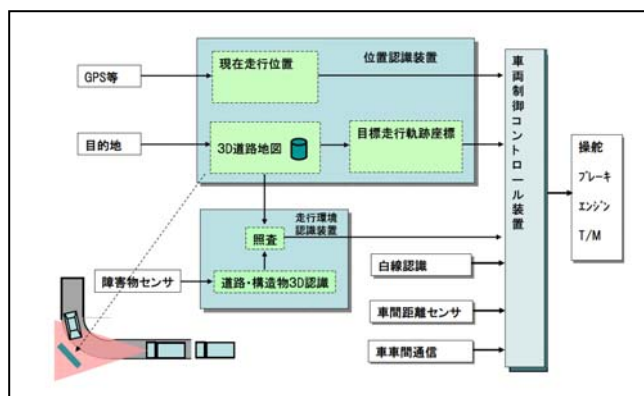 現在走行位置
位置認識装置
GPS等
目的地
3D道路地図
目標走行軌跡座標
車両制御コントロール装置
操舵
ﾌﾞﾚｰｷ
ｴﾝｼﾞﾝ
T/M
走行環境
認識装置
照査
障害物センサ
道路・構造物3D認識
白線認識
車間距離センサ
車車間通信